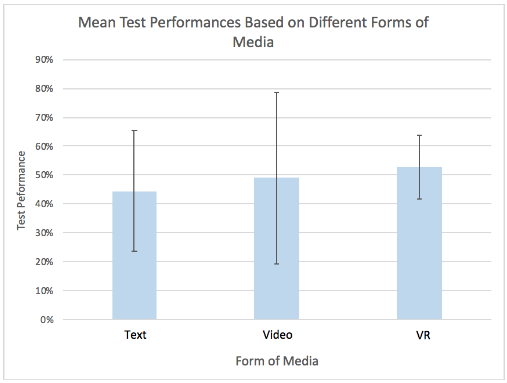 Mean Test Performances Based on Different Forms of
Media
90%
80%
70%
60%
50%
40%
30%
20%
10%
0%
Test Peformance
Text Video VR
Form of Media